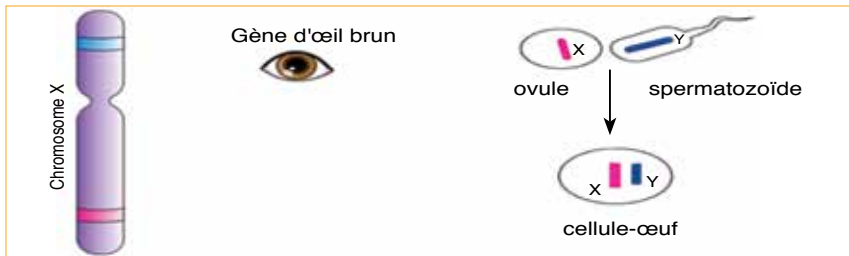 Chromosome X
Gène d'œil brun
X
Y
ovule
spermatozoïde
X
Y
cellule-œuf